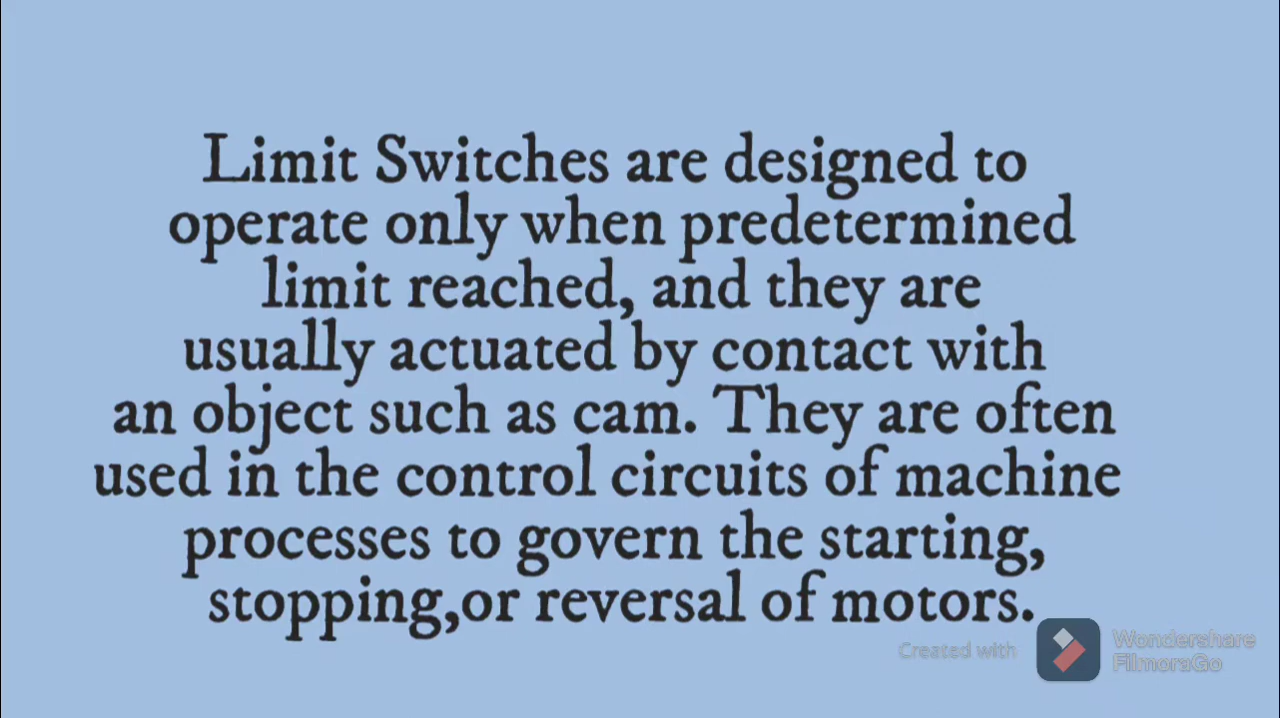 Limit Switches are designed to
operate only when predetermined
limit reached, and they are
usually actuated by contact with
an object such as cam. They are often
used in the control circuits of machine
processes to govern the starting,
stopping,or reversal of motors.
Created with
Wondershare
FilmoraGo